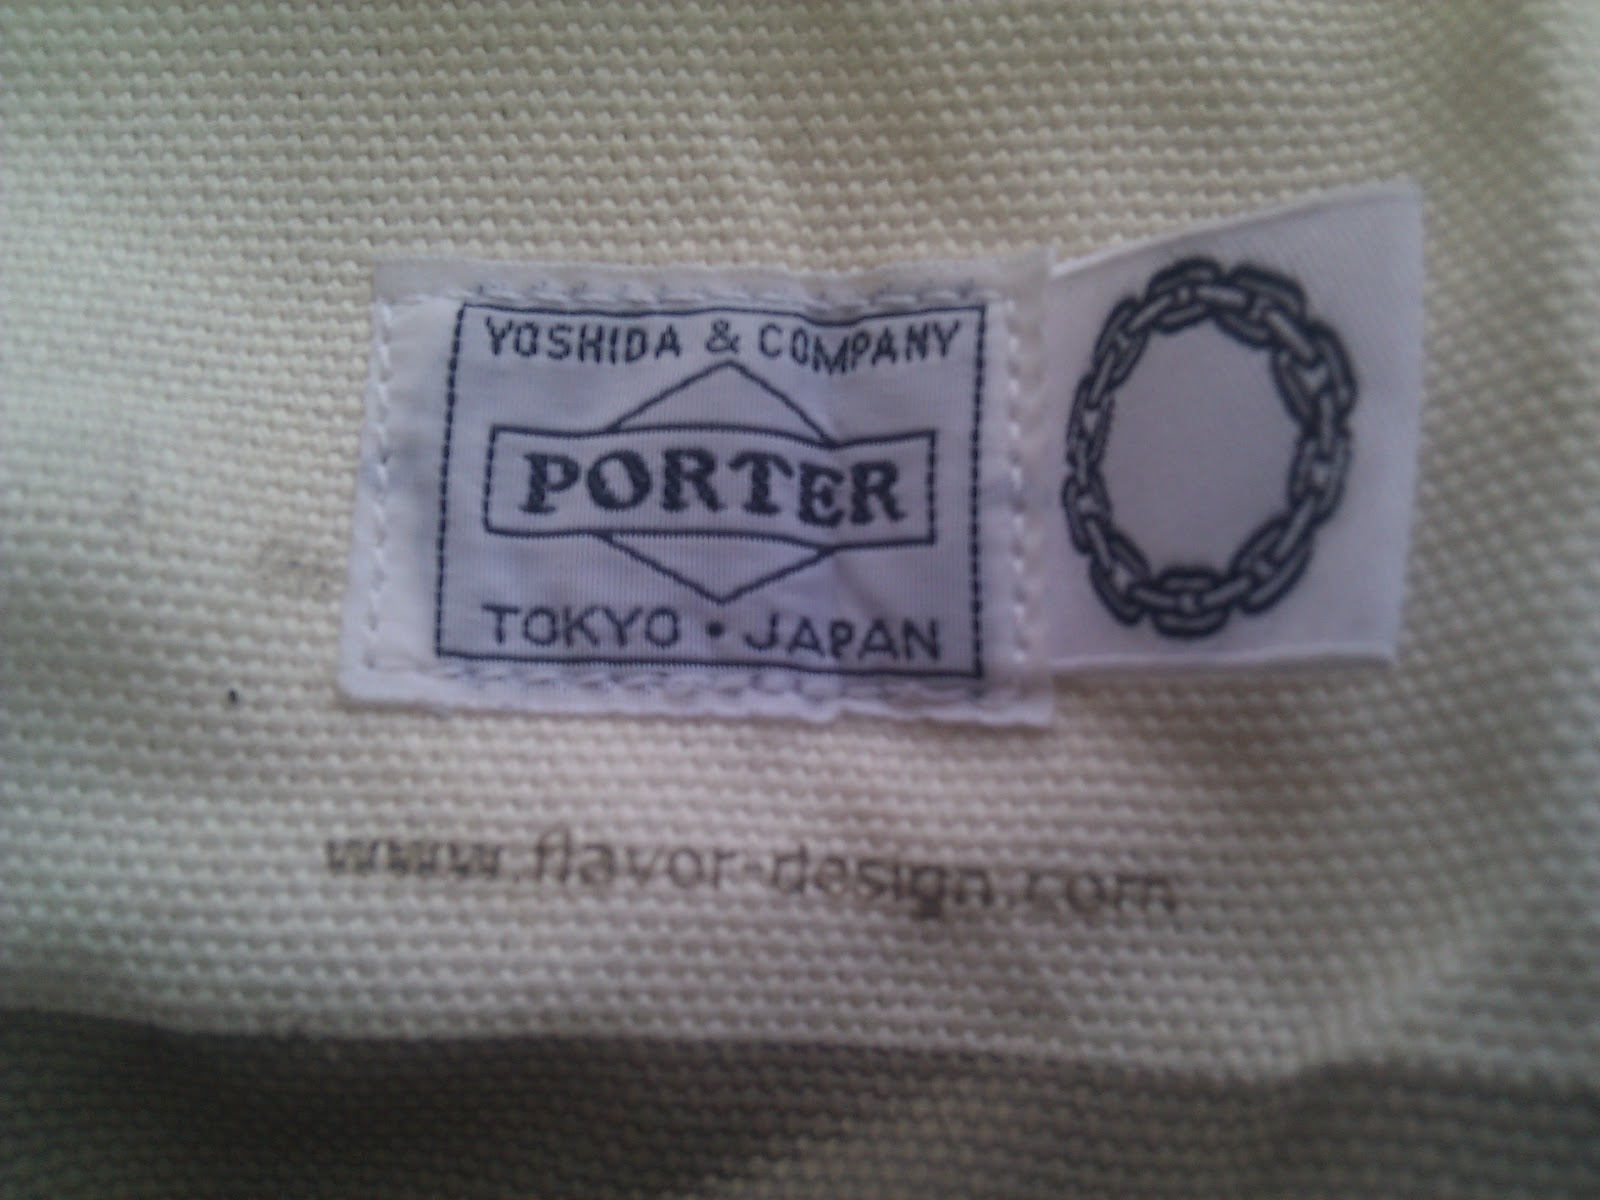 YOSHIDA & COMPANY
PORTER
TOKYO • JAPAN
www.flavor-design.com